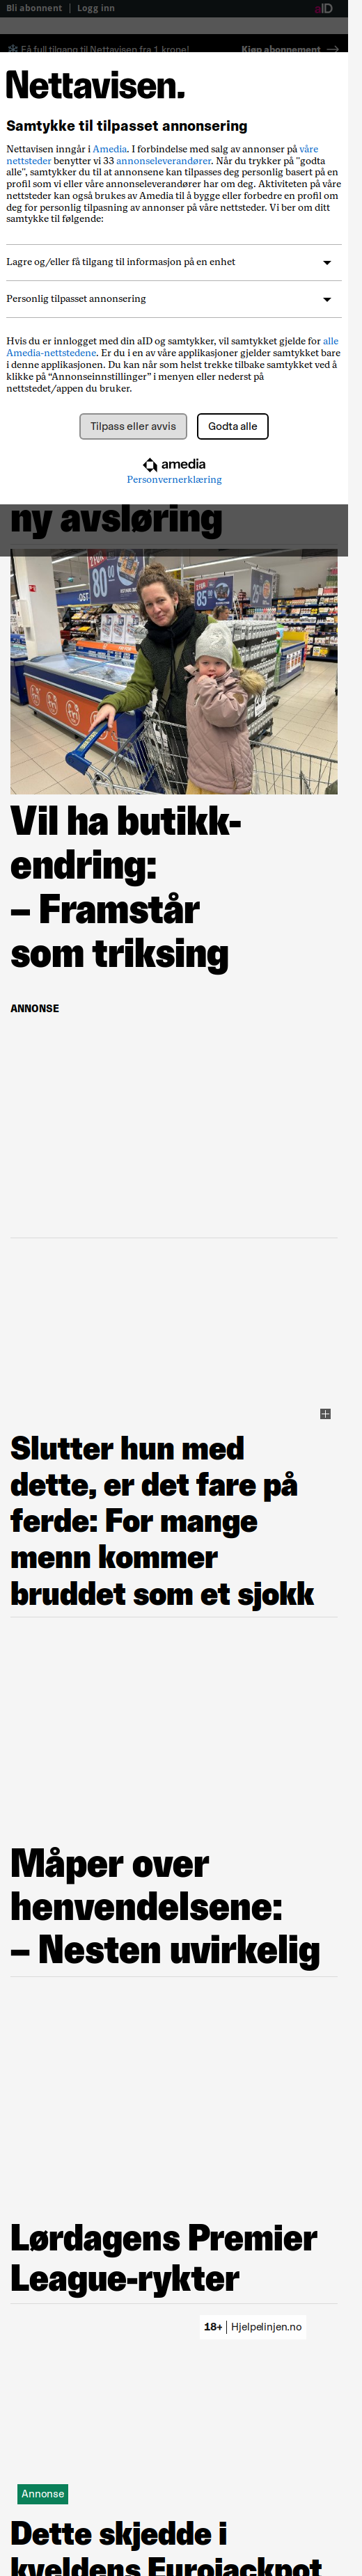 Bli abonnent | Logg inn
aID
Få full tilgang til Nettavisen fra 1 krone!
Kjøp abonnement
Nettavisen.
Samtykke til tilpasset annonsering
Nettavisen inngår i Amedia. I forbindelse med salg av annonser på våre
nettsteder benytter vi 33 annonseleverandører. Når du trykker på "godta
alle", samtykker du til at annonsene kan tilpasses deg personlig basert på en
profil som vi eller våre annonseleverandører har om deg. Aktiviteten på våre
nettsteder kan også brukes av Amedia til å bygge eller forbedre en profil om
deg for personlig tilpasning av annonser på våre nettsteder. Vi ber om ditt
samtykke til følgende:
Lagre og/eller få tilgang til informasjon på en enhet
Personlig tilpasset annonsering
Hvis du er innlogget med din aID og samtykker, vil samtykket gjelde for alle
Amedia-nettstedene. Er du i en av våre applikasjoner gjelder samtykket bare
i denne applikasjonen. Du kan når som helst trekke tilbake samtykket ved å
klikke på “Annonseinnstillinger” i menyen eller nederst på
nettstedet/appen du bruker.
Tilpass eller avvis
Godta alle
amedia
Personvernerklæring
ny avsløring
Vil ha butikk-
endring:
– Framstår
som triksing
ANNONSE
Slutter hun med
dette, er det fare på
ferde: For mange
menn kommer
bruddet som et sjokk
Måper over
henvendelsene:
– Nesten uvirkelig
Lørdagens Premier
League-rykter
18+ | Hjelpelinjen.no
Annonse
Dette skjedde i
kveldens Eurojackpot